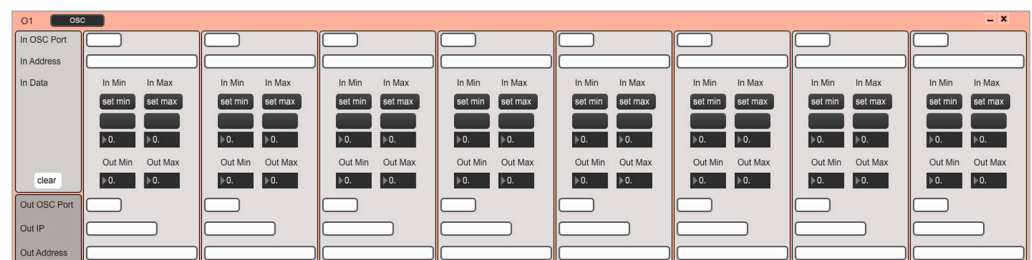 O1 OSC
In OSC Port
In Address
In Data In Min In Max In Min In Max In Min In Max In Min In Max In Min In Max In Min In Max In Min In Max In Min In Max
set min set max set min set max set min set max set min set max set min set max set min set max set min set max set min set max
0. 0. 0. 0. 0. 0. 0. 0. 0. 0. 0. 0. 0. 0. 0. 0.
Out Min Out Max Out Min Out Max Out Min Out Max Out Min Out Max Out Min Out Max Out Min Out Max Out Min Out Max Out Min Out Max
clear 0. 0. 0. 0. 0. 0. 0. 0. 0. 0. 0. 0. 0. 0. 0. 0.
Out OSC Port
Out IP
Out Address